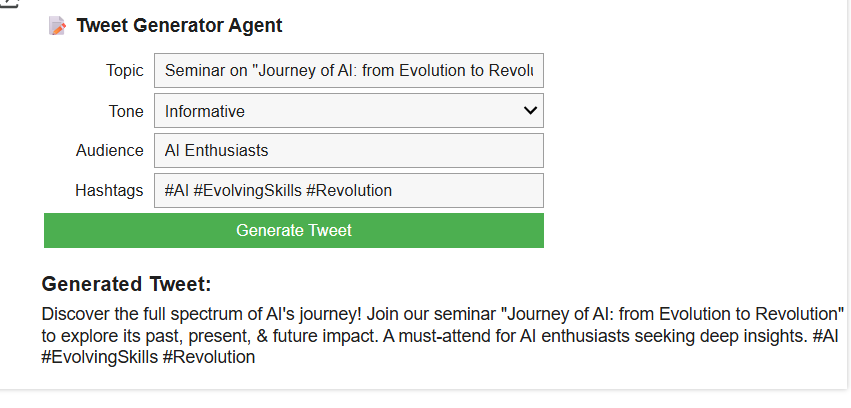 Tweet Generator Agent
Topic Seminar on "Journey of AI: from Evolution to Revolu
Tone Informative
Audience AI Enthusiasts
Hashtags #AI #EvolvingSkills #Revolution
Generate Tweet
Generated Tweet:
Discover the full spectrum of AI's journey! Join our seminar "Journey of AI: from Evolution to Revolution"
to explore its past, present, & future impact. A must-attend for AI enthusiasts seeking deep insights. #AI
#EvolvingSkills #Revolution